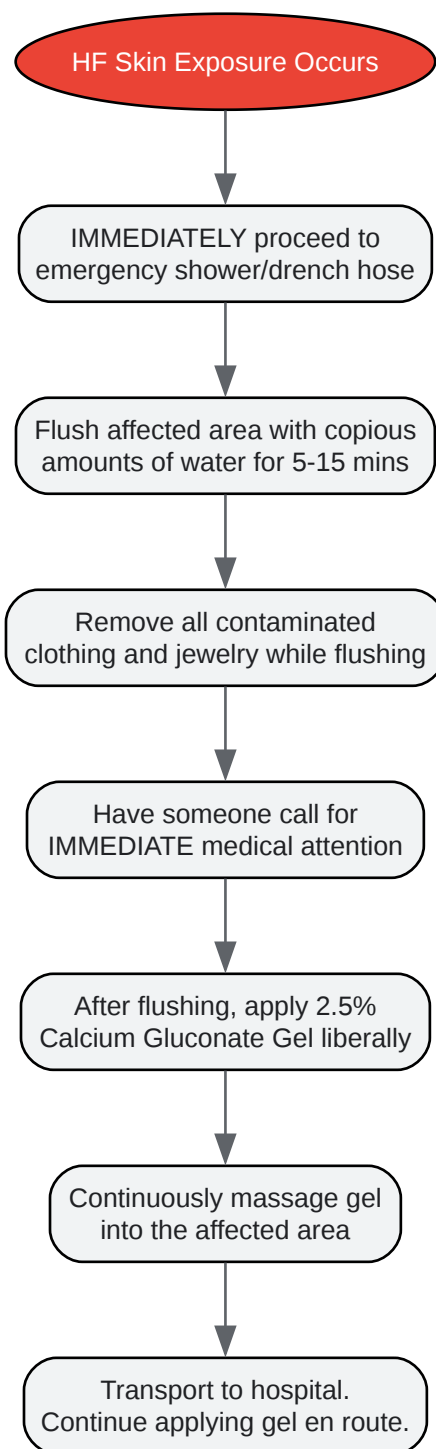 HF Skin Exposure Occurs
IMMEDIATELY proceed to
emergency shower/drench hose
Flush affected area with copious
amounts of water for 5-15 mins
Remove all contaminated
clothing and jewelry while flushing
Have someone call for
IMMEDIATE medical attention
After flushing, apply 2.5%
Calcium Gluconate Gel liberally
Continuously massage gel
into the affected area
Transport to hospital.
Continue applying gel en route.